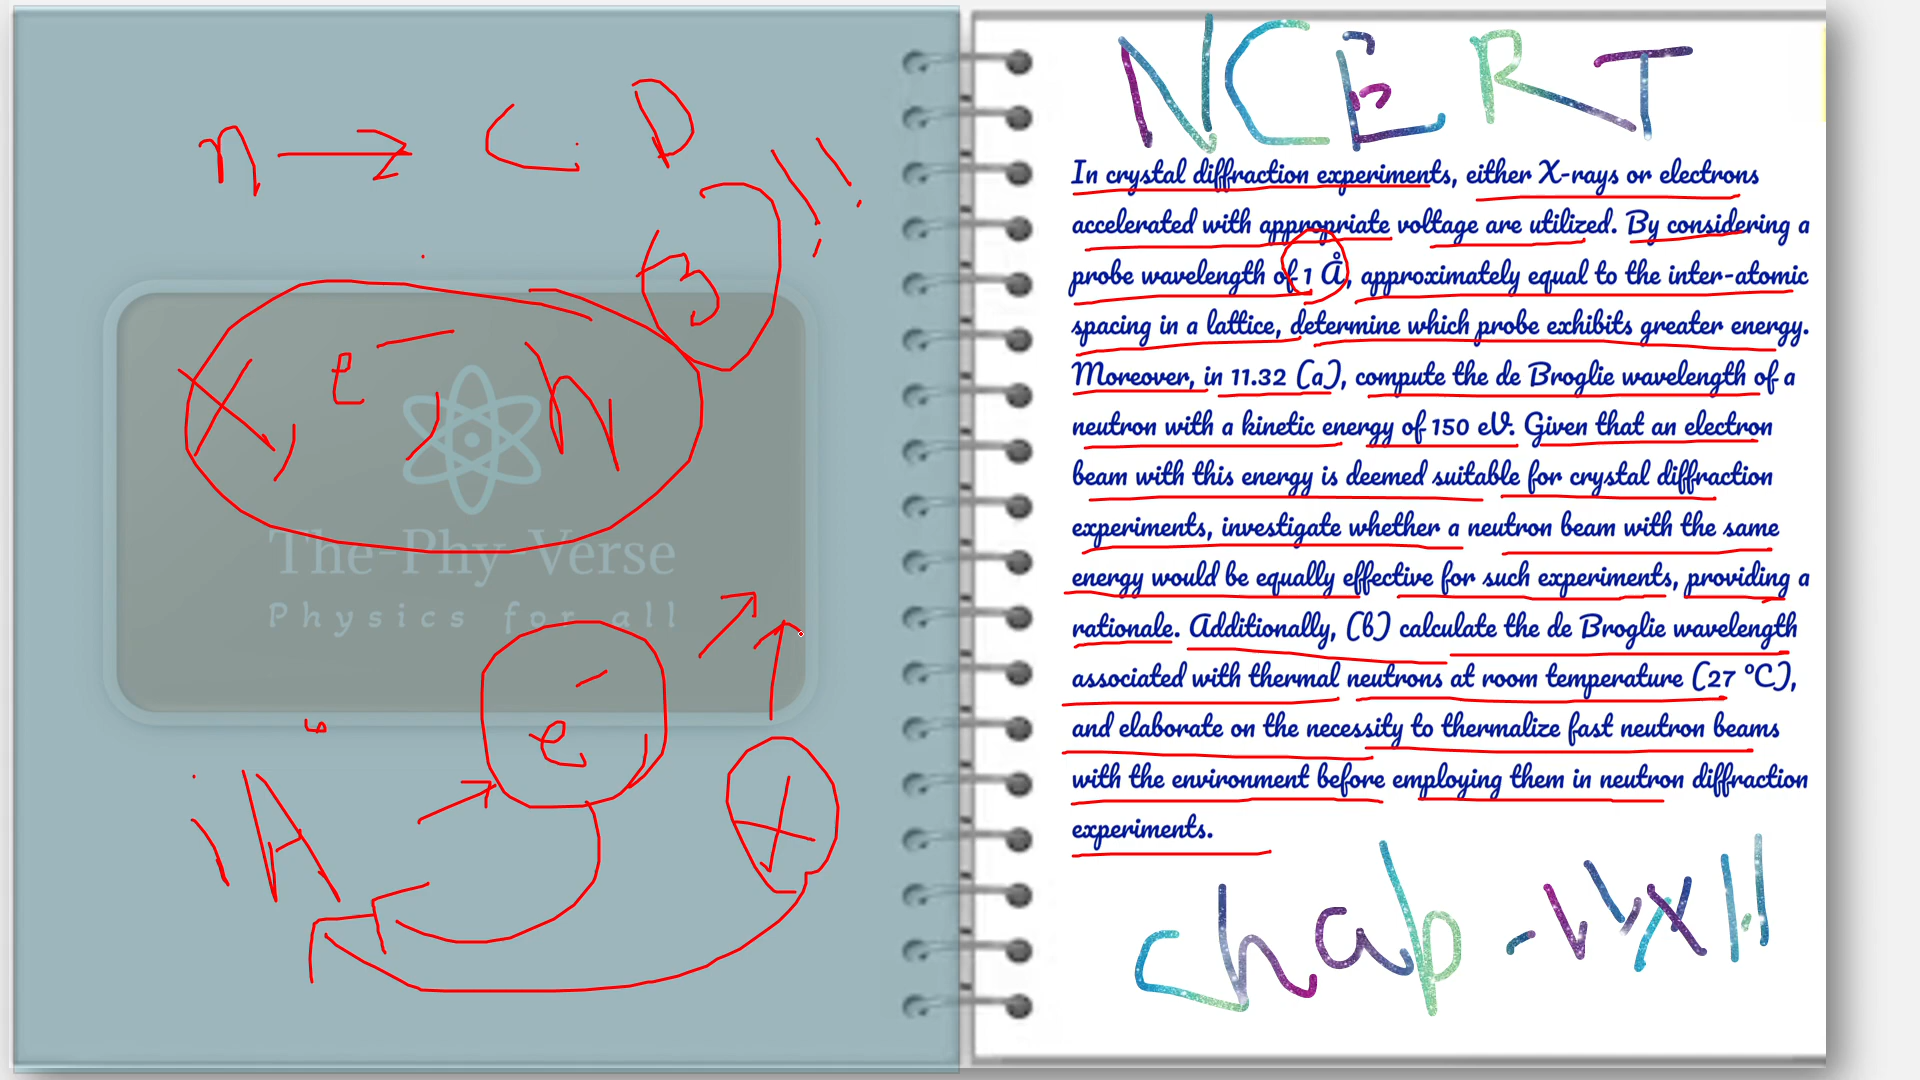 n → C. D
3 !!
X, e⁻, n
The-Phy Verse
Physics for all
e⁻
1A
NCERT
In crystal diffraction experiments, either X-rays or electrons
accelerated with appropriate voltage are utilized. By considering a
probe wavelength of 1 Å, approximately equal to the inter-atomic
spacing in a lattice, determine which probe exhibits greater energy.
Moreover, in 11.32 (a), compute the de Broglie wavelength of a
neutron with a kinetic energy of 150 eV. Given that an electron
beam with this energy is deemed suitable for crystal diffraction
experiments, investigate whether a neutron beam with the same
energy would be equally effective for such experiments, providing a
rationale. Additionally, (b) calculate the de Broglie wavelength
associated with thermal neutrons at room temperature (27 °C),
and elaborate on the necessity to thermalize fast neutron beams
with the environment before employing them in neutron diffraction
experiments.
chap -